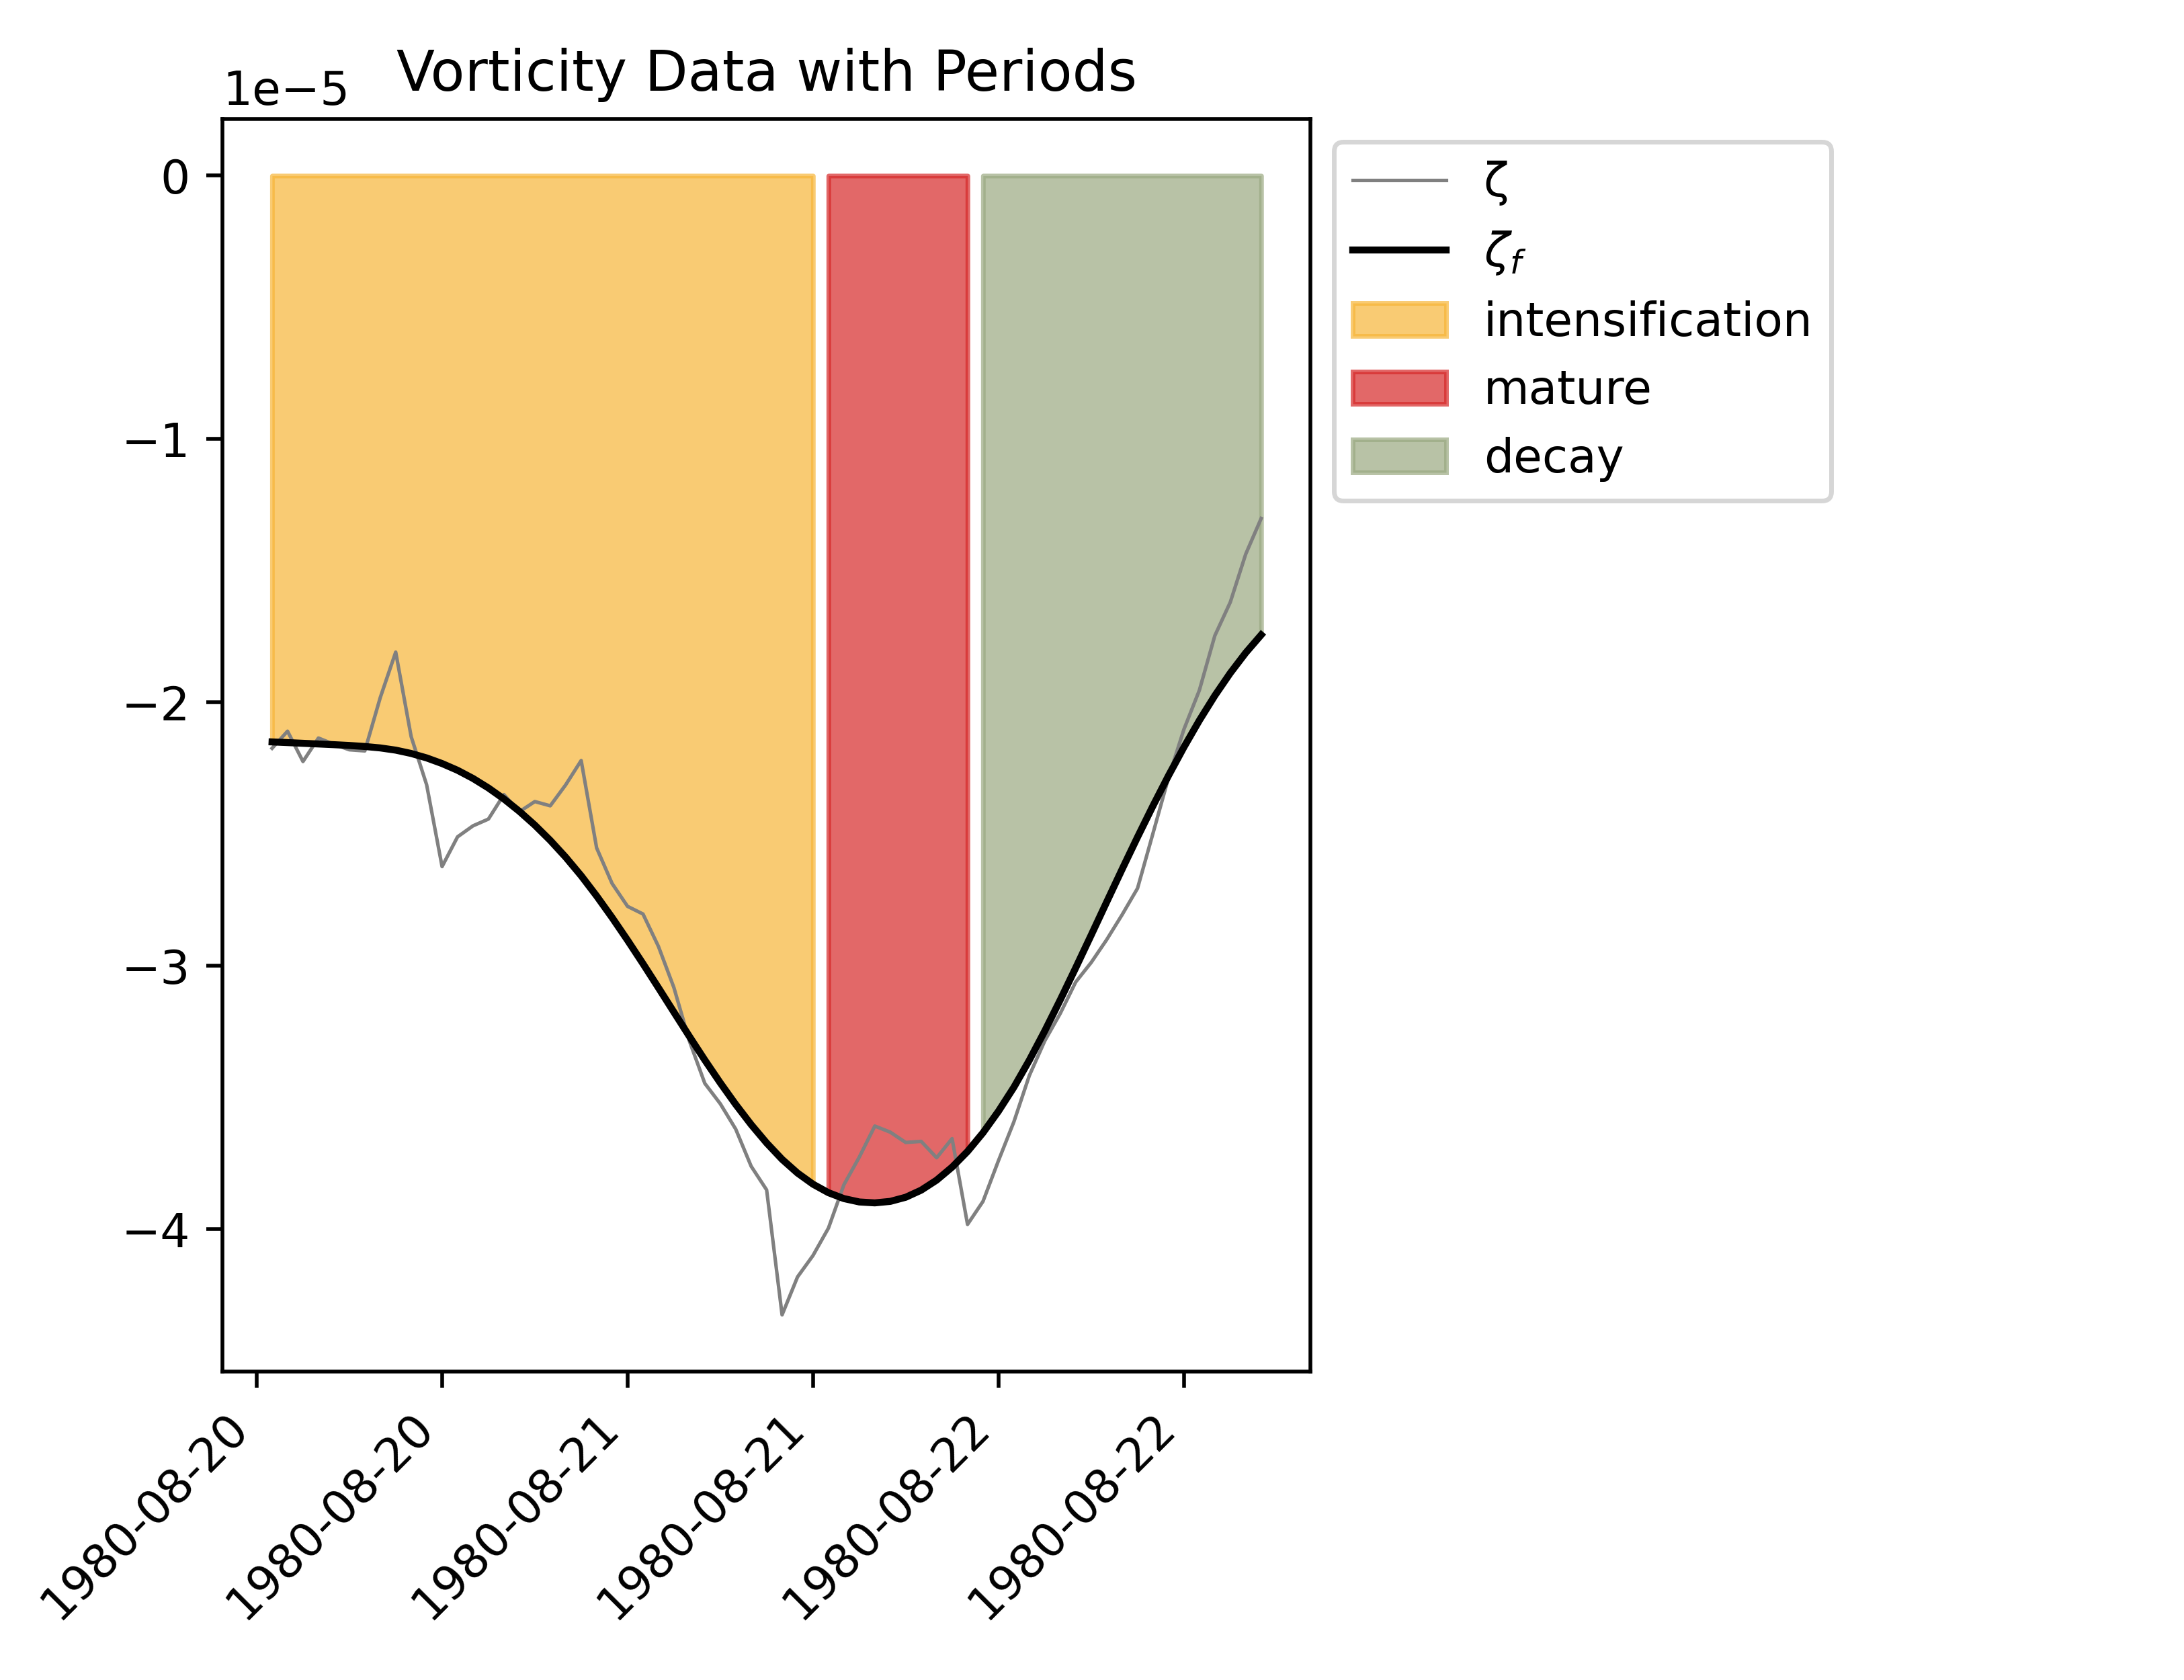 Vorticity Data with Periods
1e−5
0
−1
−2
−3
−4
1980-08-20
1980-08-20
1980-08-21
1980-08-21
1980-08-22
1980-08-22
ζ
ζf
intensification
mature
decay